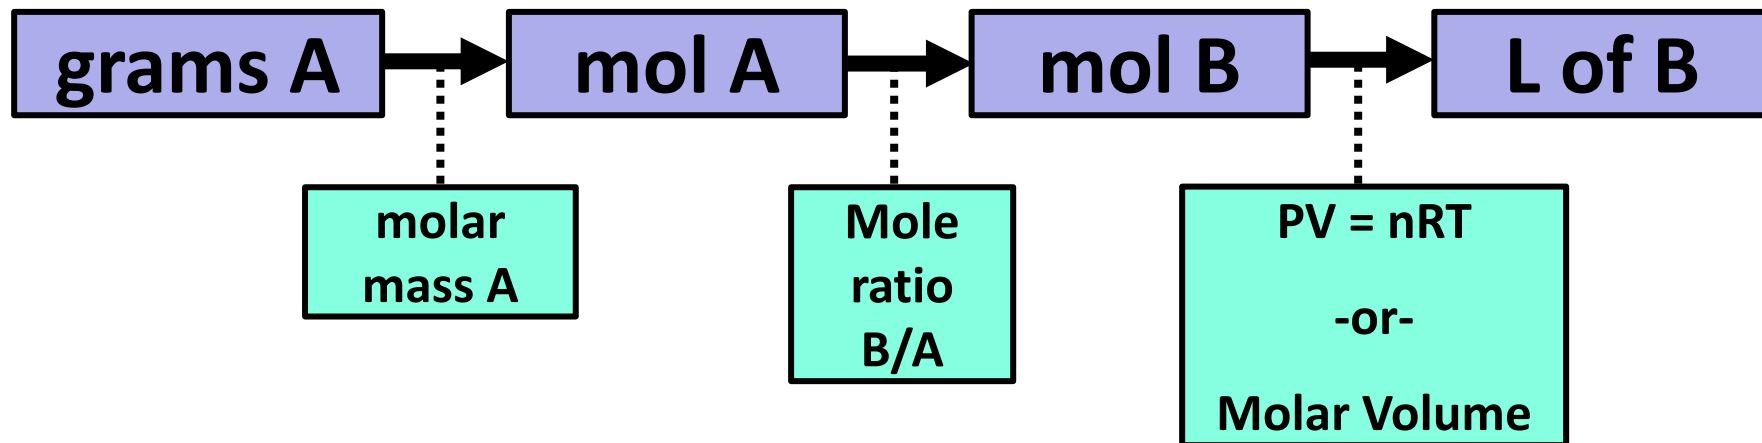 grams A
mol A
mol B
L of B
molar
mass A
Mole
ratio
B/A
PV = nRT
-or-
Molar Volume